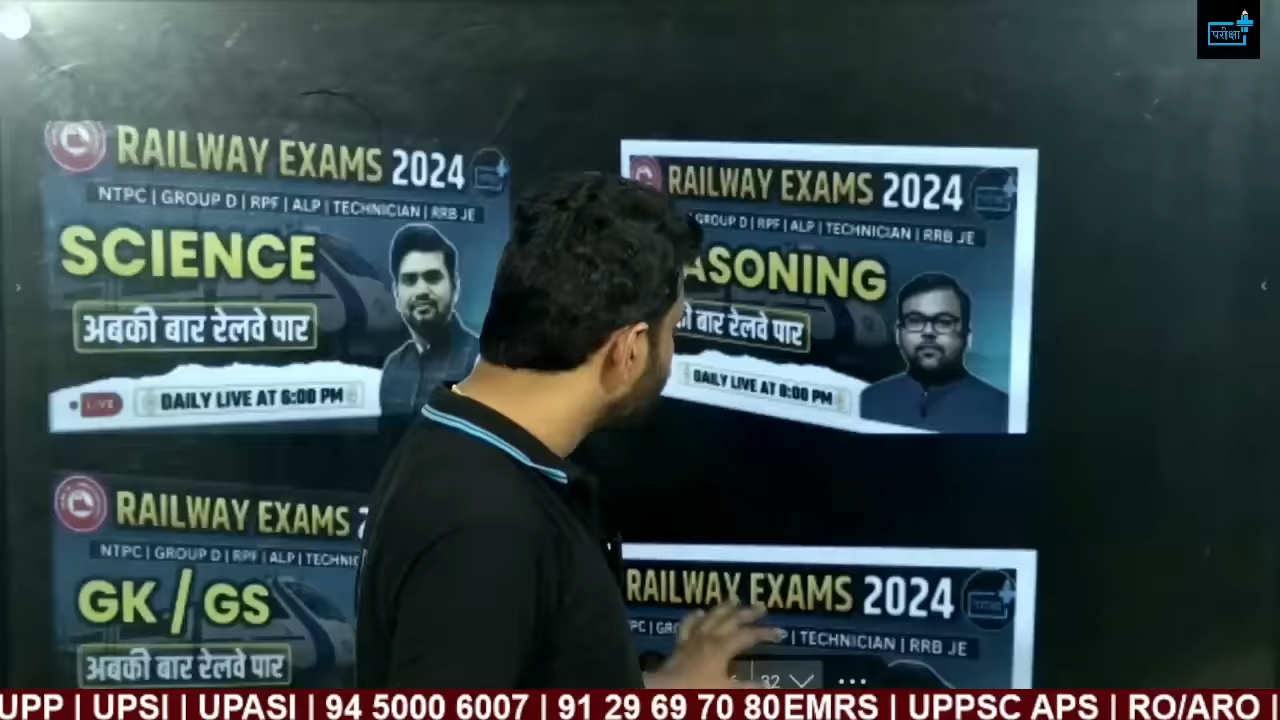 परीक्षा
RAILWAY EXAMS 2024
NTPC | GROUP D | RPF | ALP | TECHNICIAN | RRB JE
SCIENCE
अबकी बार रेलवे पार
LIVE
DAILY LIVE AT 6:00 PM
RAILWAY EXAMS 2024
GROUP D | RPF | ALP | TECHNICIAN | RRB JE
ASONING
बार रेलवे पार
DAILY LIVE AT 8:00 PM
RAILWAY EXAMS
NTPC | GROUP D | RPF | ALP | TECHNIC
GK / GS
अबकी बार रेलवे पार
RAILWAY EXAMS 2024
| TECHNICIAN | RRB JE
32
UPP | UPSI | UPASI | 94 5000 6007 | 91 29 69 70 80 EMRS | UPPSC APS | RO/ARO |